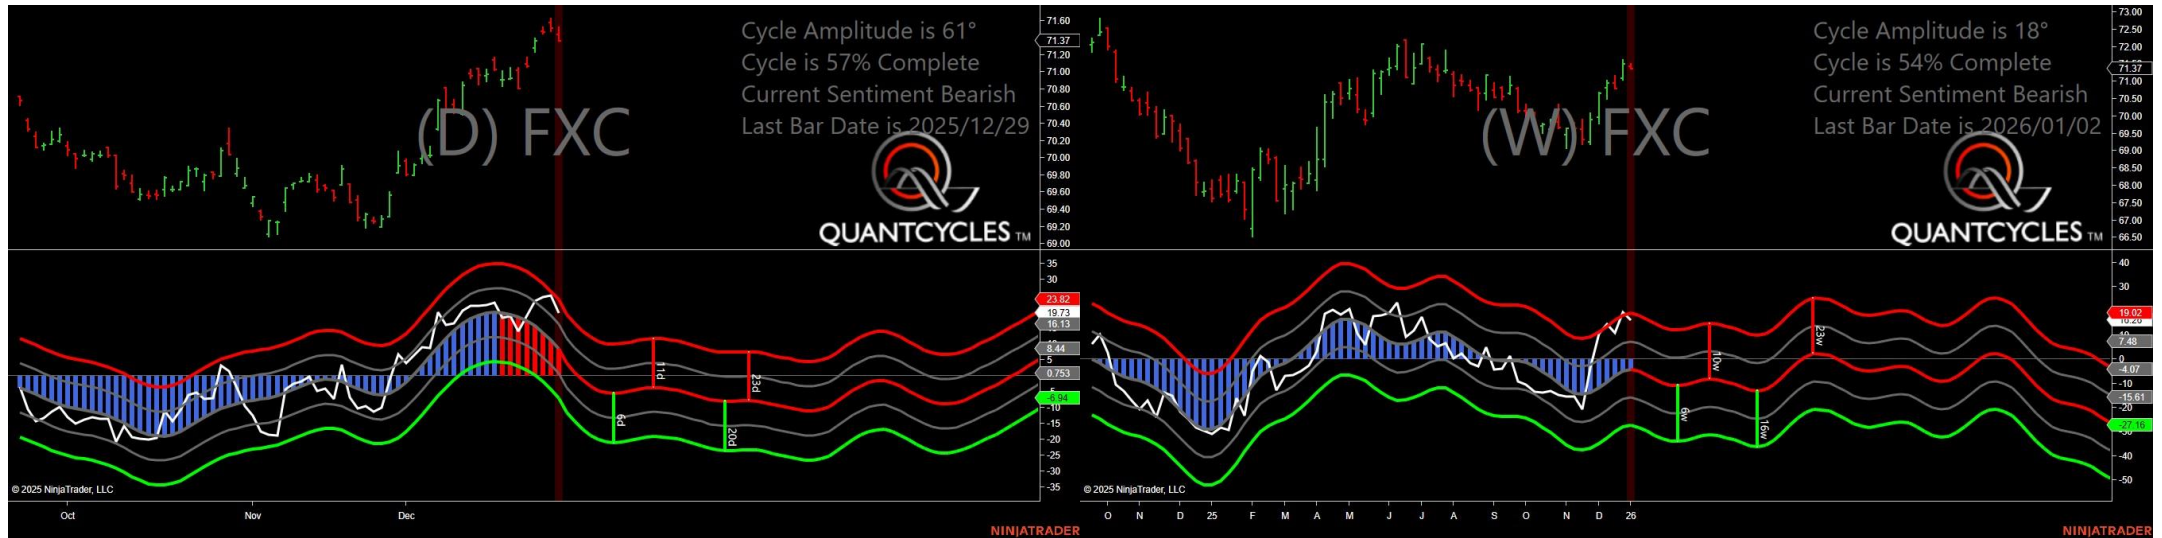 Cycle Amplitude is 61°
Cycle is 57% Complete
Current Sentiment Bearish
Last Bar Date is 2025/12/29
(D) FXC
QUANTCYCLES TM
71.60
71.37
71.20
71.00
70.80
70.60
70.40
70.20
70.00
69.80
69.60
69.40
69.20
69.00
35
30
23.82
19.73
16.13
8.44
5
0.753
-5
-6.94
-10
-15
-20
-25
-30
-35
11d
23d
6d
20d
© 2025 NinjaTrader, LLC
Oct Nov Dec
NINJATRADER
Cycle Amplitude is 18°
Cycle is 54% Complete
Current Sentiment Bearish
Last Bar Date is 2026/01/02
(W) FXC
QUANTCYCLES TM
73.00
72.50
72.00
71.37
71.00
70.50
70.00
69.50
69.00
68.50
68.00
67.50
67.00
66.50
40
30
19.02
10
7.48
0
-4.07
-10
-15.61
-20
-27.16
-40
-50
10w
23w
6w
16w
© 2025 NinjaTrader, LLC
O N D 25 F M A M J J A S O N D 26
NINJATRADER